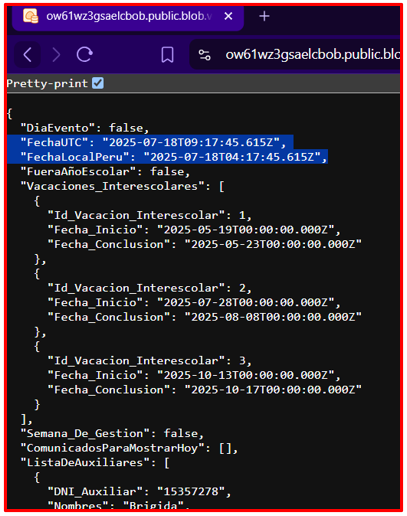 ow61wz3gsaelcbob.public.blob.v
ow61wz3gsaelcbob.public.blo
Pretty-print
{
"DiaEvento": false,
"FechaUTC": "2025-07-18T09:17:45.615Z",
"FechaLocalPeru": "2025-07-18T04:17:45.615Z",
"FueraAñoEscolar": false,
"Vacaciones_Interescolares": [
{
"Id_Vacacion_Interescolar": 1,
"Fecha_Inicio": "2025-05-19T00:00:00.000Z",
"Fecha_Conclusion": "2025-05-23T00:00:00.000Z"
},
{
"Id_Vacacion_Interescolar": 2,
"Fecha_Inicio": "2025-07-28T00:00:00.000Z",
"Fecha_Conclusion": "2025-08-08T00:00:00.000Z"
},
{
"Id_Vacacion_Interescolar": 3,
"Fecha_Inicio": "2025-10-13T00:00:00.000Z",
"Fecha_Conclusion": "2025-10-17T00:00:00.000Z"
}
],
"Semana_De_Gestion": false,
"ComunicadosParaMostrarHoy": [],
"ListaDeAuxiliares": [
{
"DNI_Auxiliar": "15357278",
"Nombres": "Brigida",